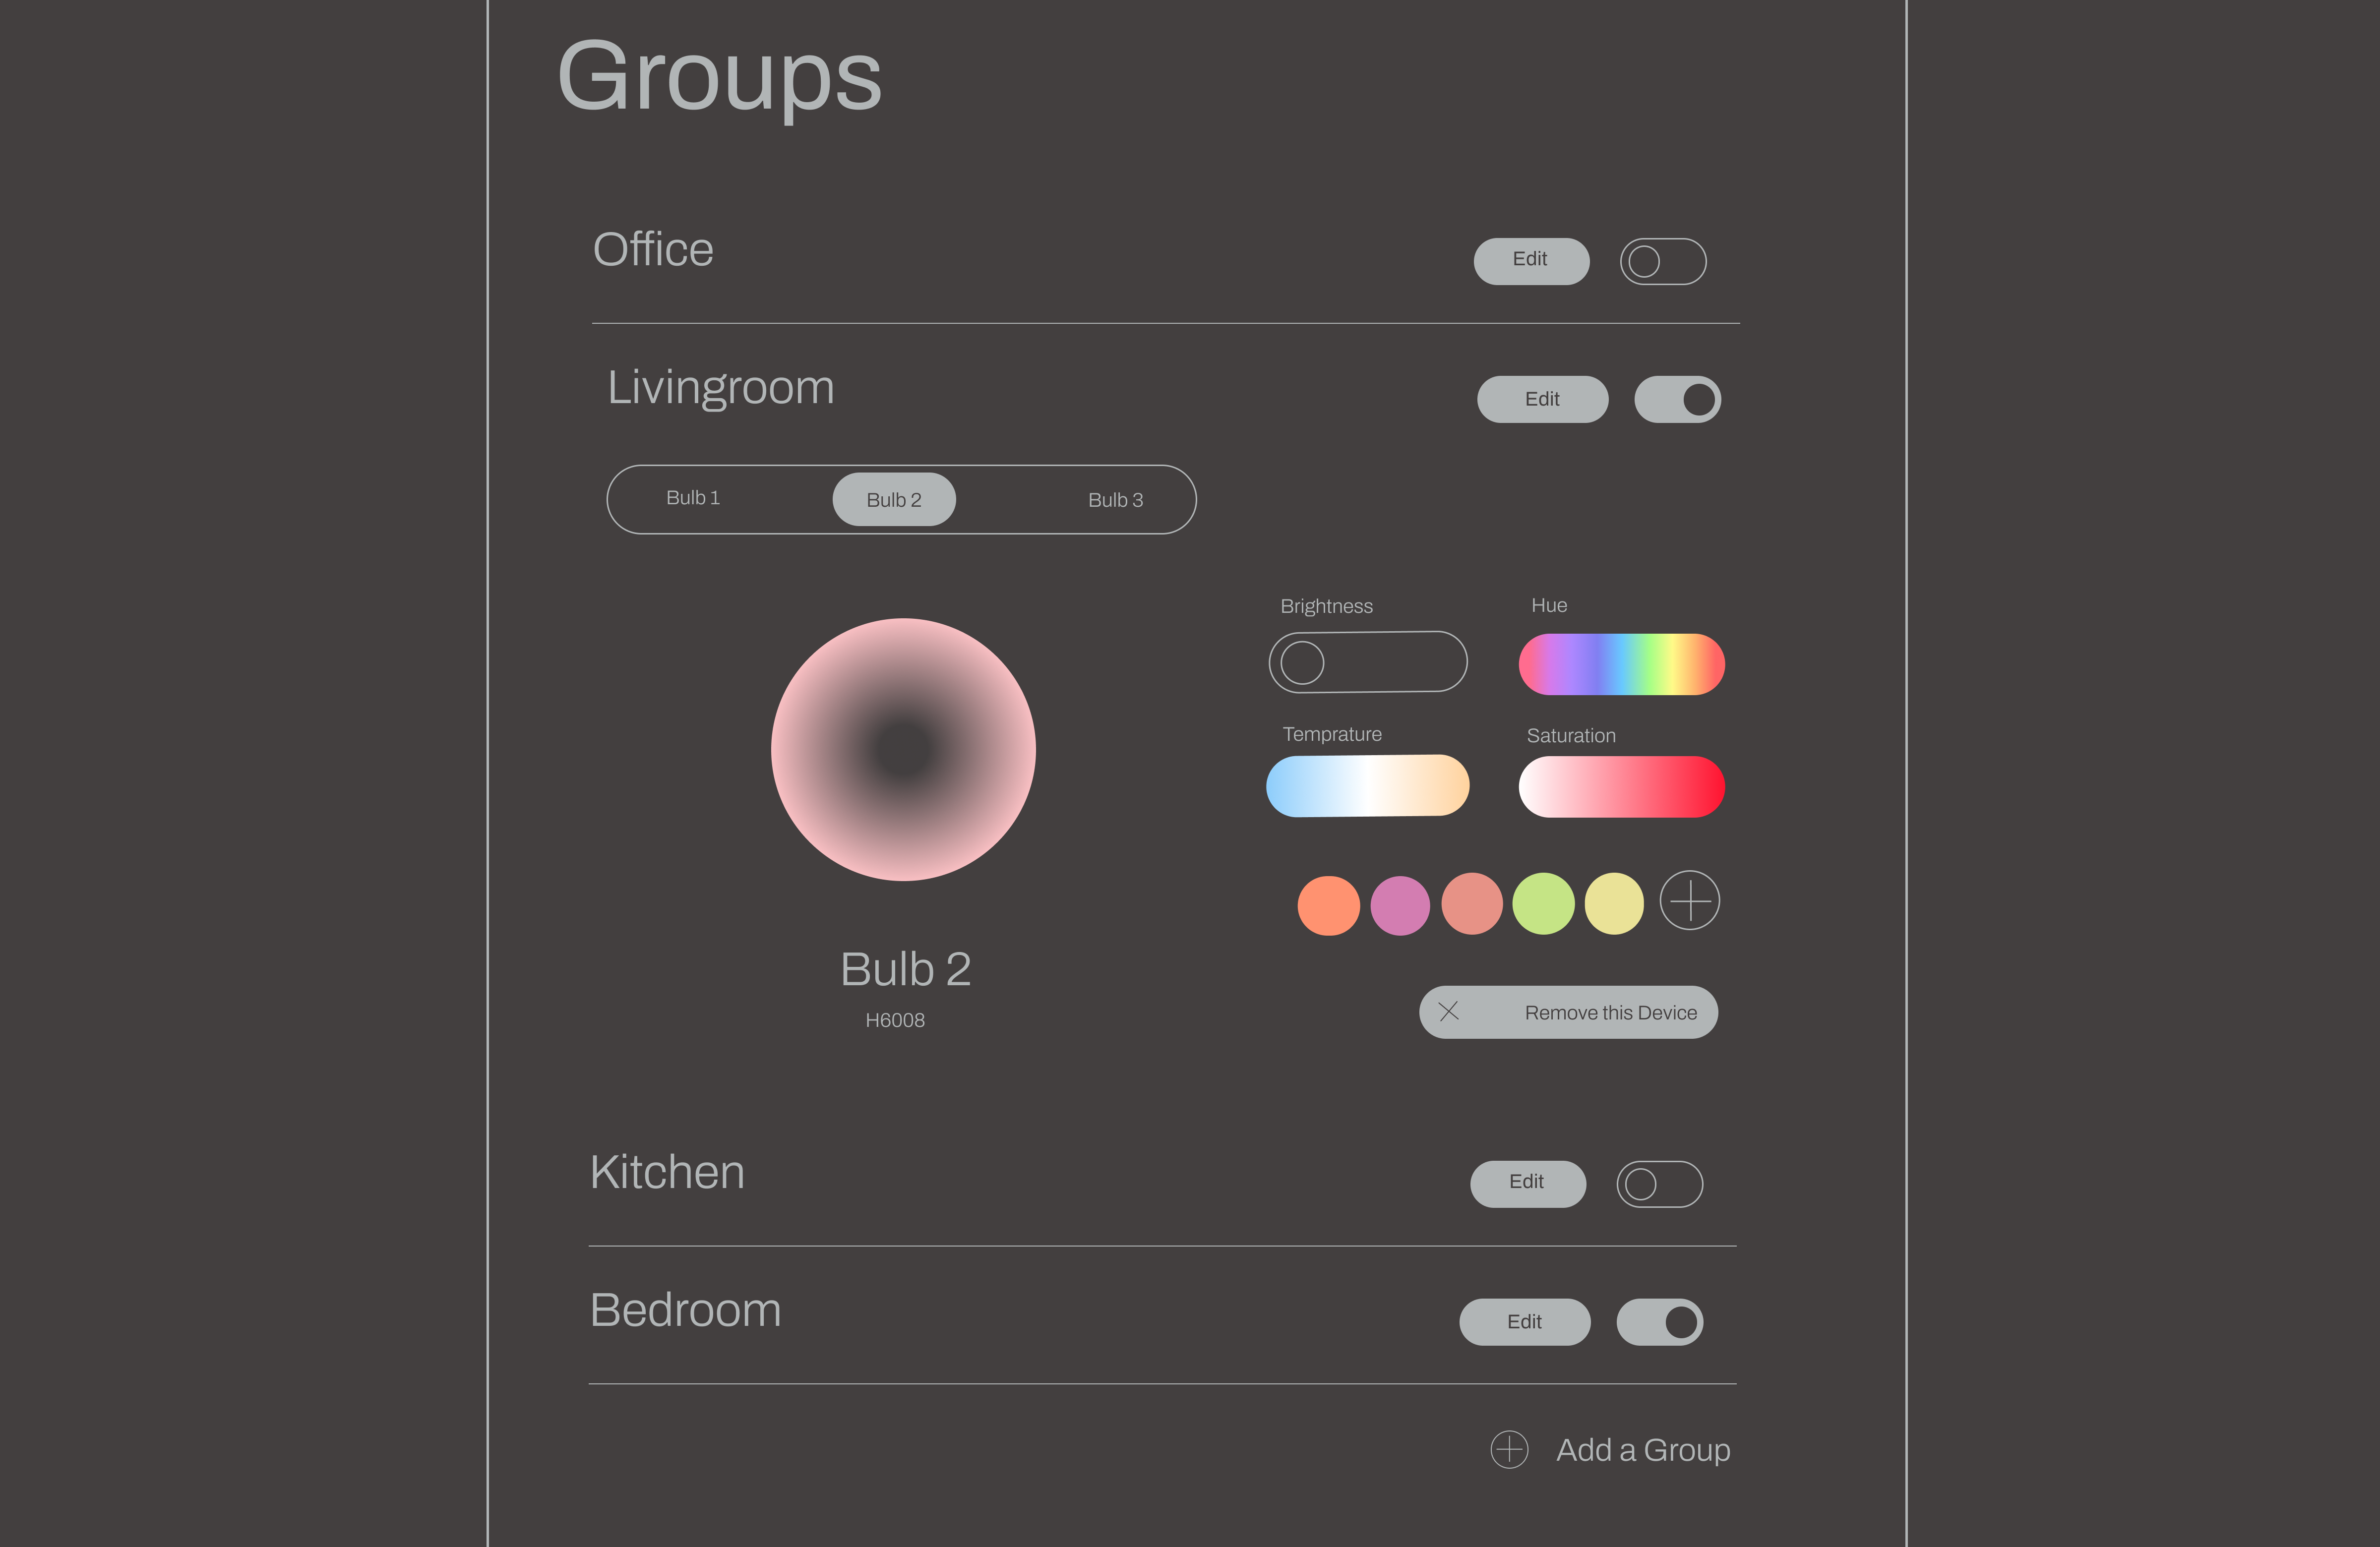 Groups
Office
Edit
Livingroom
Edit
Bulb 1
Bulb 2
Bulb 3
Brightness
Hue
Temprature
Saturation
Bulb 2
H6008
Remove this Device
Kitchen
Edit
Bedroom
Edit
Add a Group